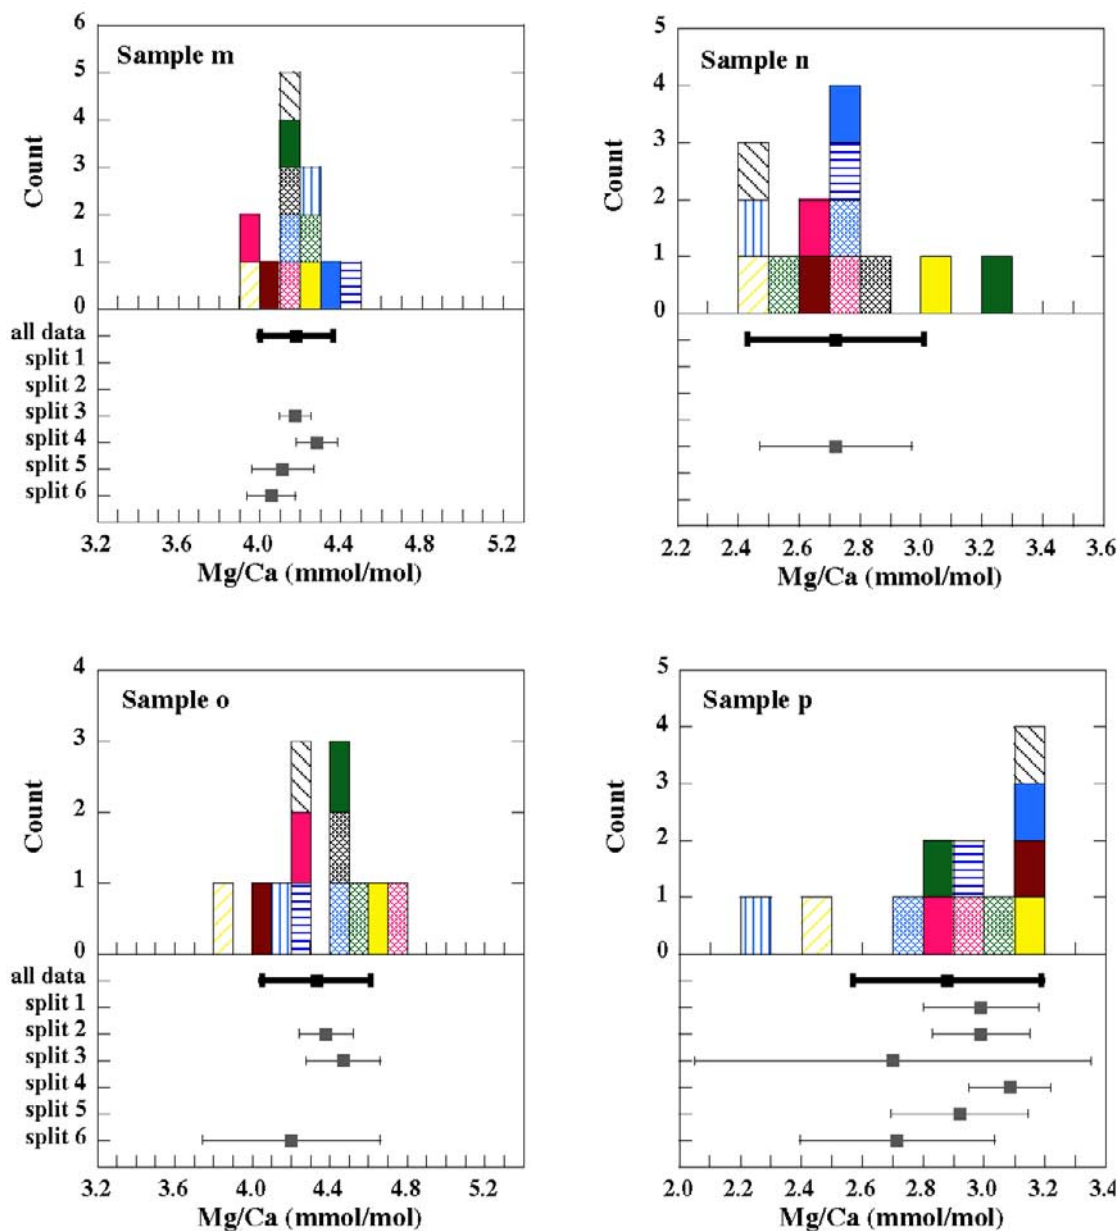 Sample m
Count
6
5
4
3
2
1
0
all data
split 1
split 2
split 3
split 4
split 5
split 6
3.2 3.6 4.0 4.4 4.8 5.2
Mg/Ca (mmol/mol)
Sample n
Count
5
4
3
2
1
0
2.2 2.4 2.6 2.8 3.0 3.2 3.4 3.6
Mg/Ca (mmol/mol)
Sample o
Count
4
3
2
1
0
all data
split 1
split 2
split 3
split 4
split 5
split 6
3.2 3.6 4.0 4.4 4.8 5.2
Mg/Ca (mmol/mol)
Sample p
Count
5
4
3
2
1
0
2.0 2.2 2.4 2.6 2.8 3.0 3.2 3.4
Mg/Ca (mmol/mol)